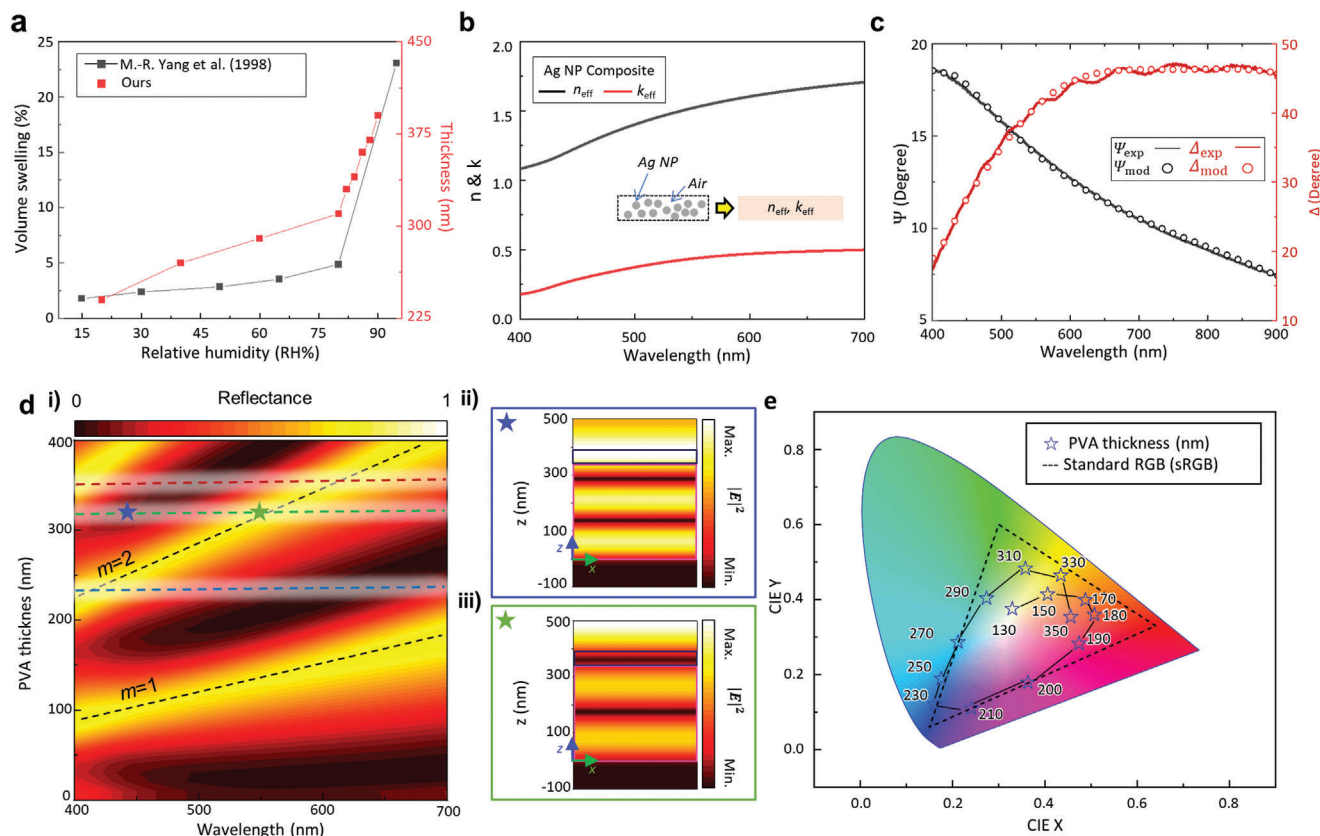 a
25
20
15
10
5
0
Volume swelling (%)
M.-R. Yang et al. (1998)
Ours
450
375
300
225
Thickness (nm)
15 30 45 60 75 90
Relative humidity (RH%)
b
2.0
1.5
1.0
0.5
0.0
n & k
Ag NP Composite
neff keff
Ag NP
Air
neff, keff
400 500 600 700
Wavelength (nm)
c
20
15
10
5
Ψ (Degree)
Ψexp Δexp
Ψmod Δmod
50
40
30
20
10
Δ (Degree)
400 500 600 700 800 900
Wavelength (nm)
d i)
0 Reflectance 1
400
300
200
100
0
PVA thicknes (nm)
m=2
m=1
400 500 600 700
Wavelength (nm)
ii)
500
300
100
-100
z (nm)
z
x
Max.
|E|2
Min.
iii)
500
300
100
-100
z (nm)
z
x
Max.
|E|2
Min.
e
PVA thickness (nm)
Standard RGB (sRGB)
0.8
0.6
0.4
0.2
0.0
CIE Y
310
330
290
150
170
180
130
350
190
270
250
230
200
210
0.0 0.2 0.4 0.6 0.8
CIE X